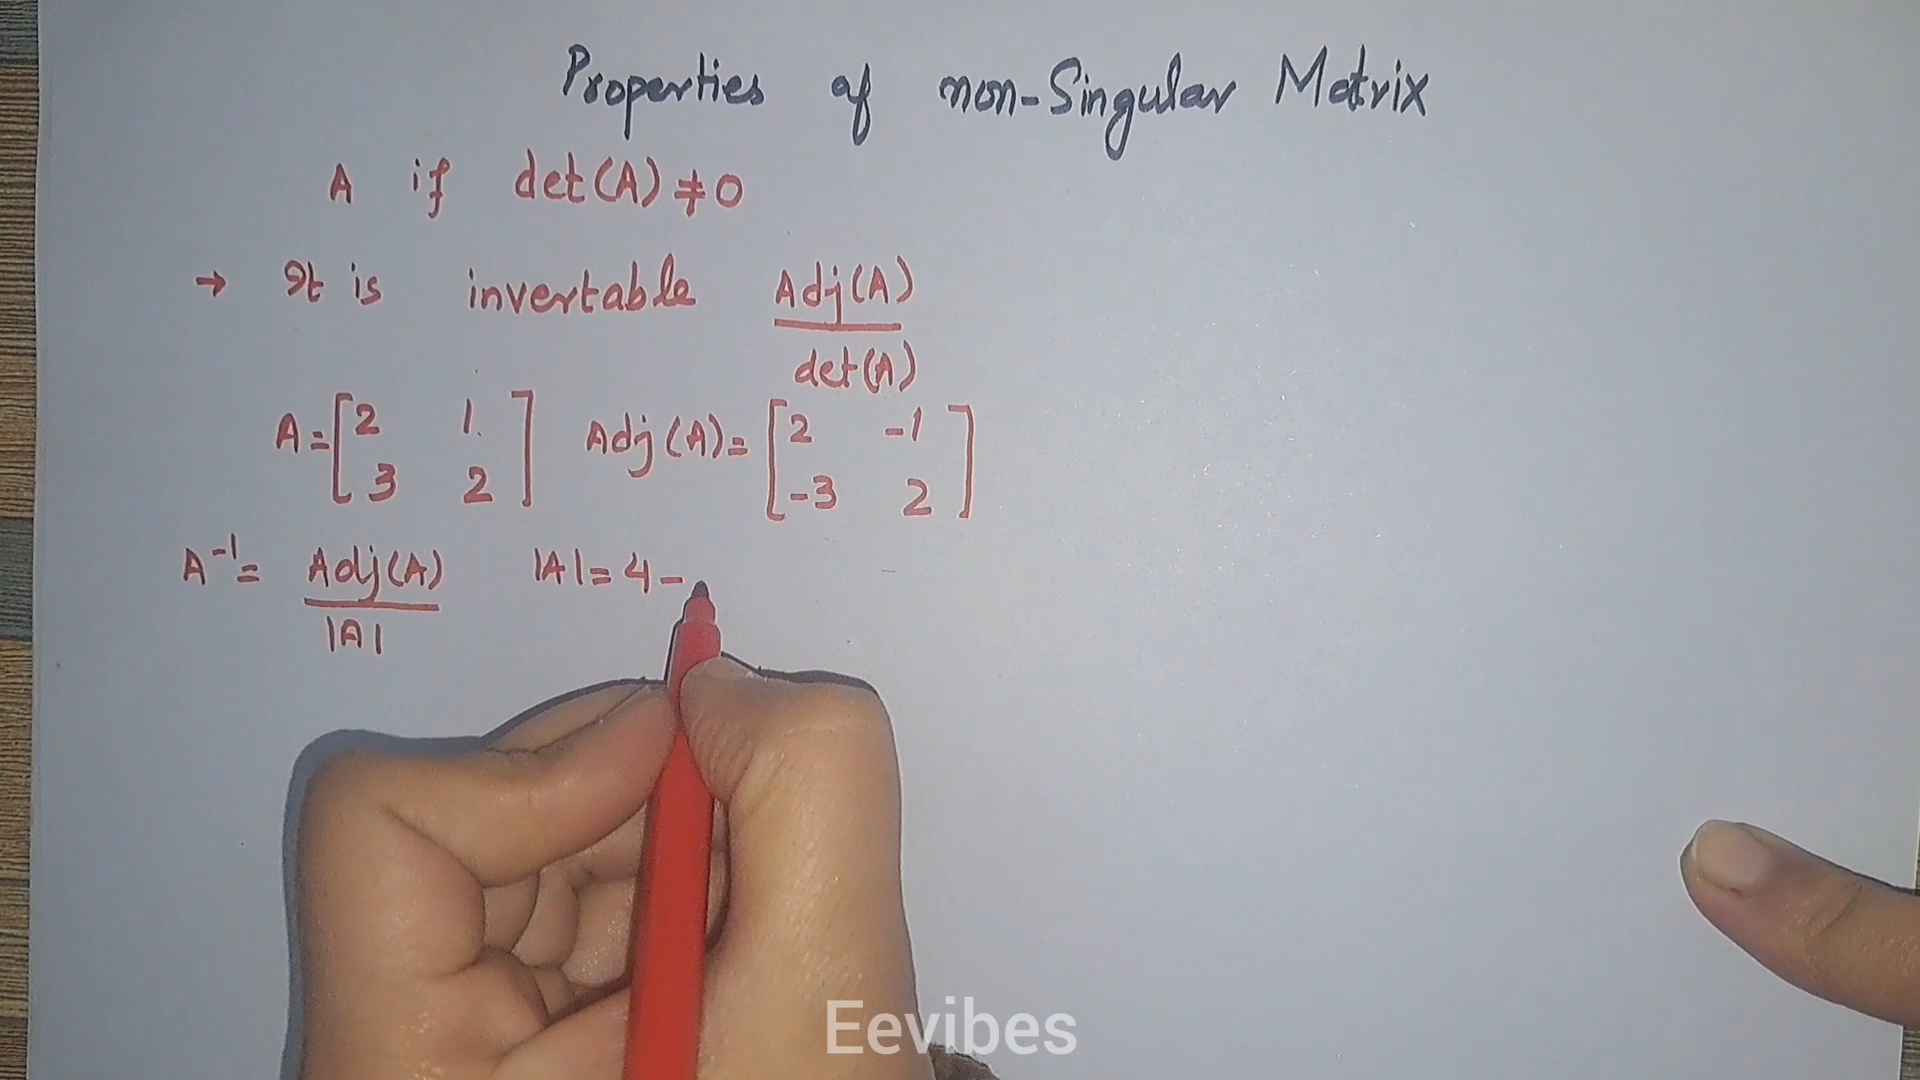 Properties of non-Singular Matrix
A if det(A)≠0
→ It is invertable Adj(A)
det(A)
A=[2 1 Adj(A)=[2 -1
3 2] -3 2]
A⁻¹= Adj(A) |A|=4-
|A|
Eevibes